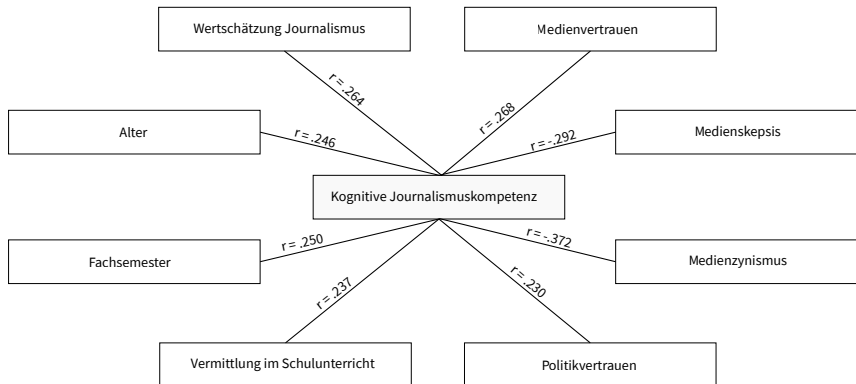 Wertschätzung Journalismus
Medienvertrauen
r = .264
r = .268
Alter
r = .246
r = -.292
Medienskepsis
Kognitive Journalismuskompetenz
Fachsemester
r = .250
r = -.372
Medienzynismus
r = .237
r = .230
Vermittlung im Schulunterricht
Politikvertrauen